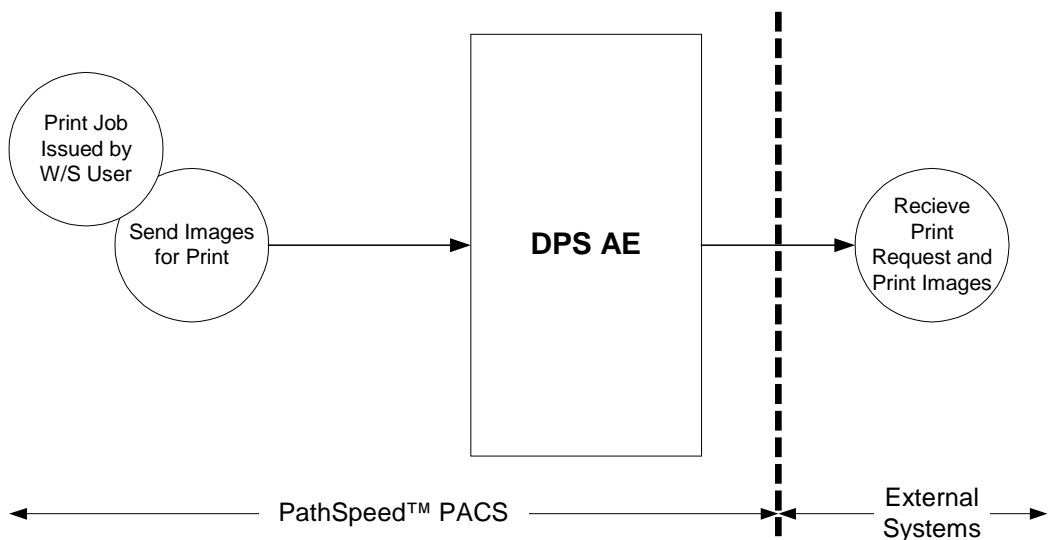 Print Job
Issued by
W/S User
Send Images
for Print
DPS AE
Recieve
Print
Request and
Print Images
PathSpeed™ PACS
External
Systems